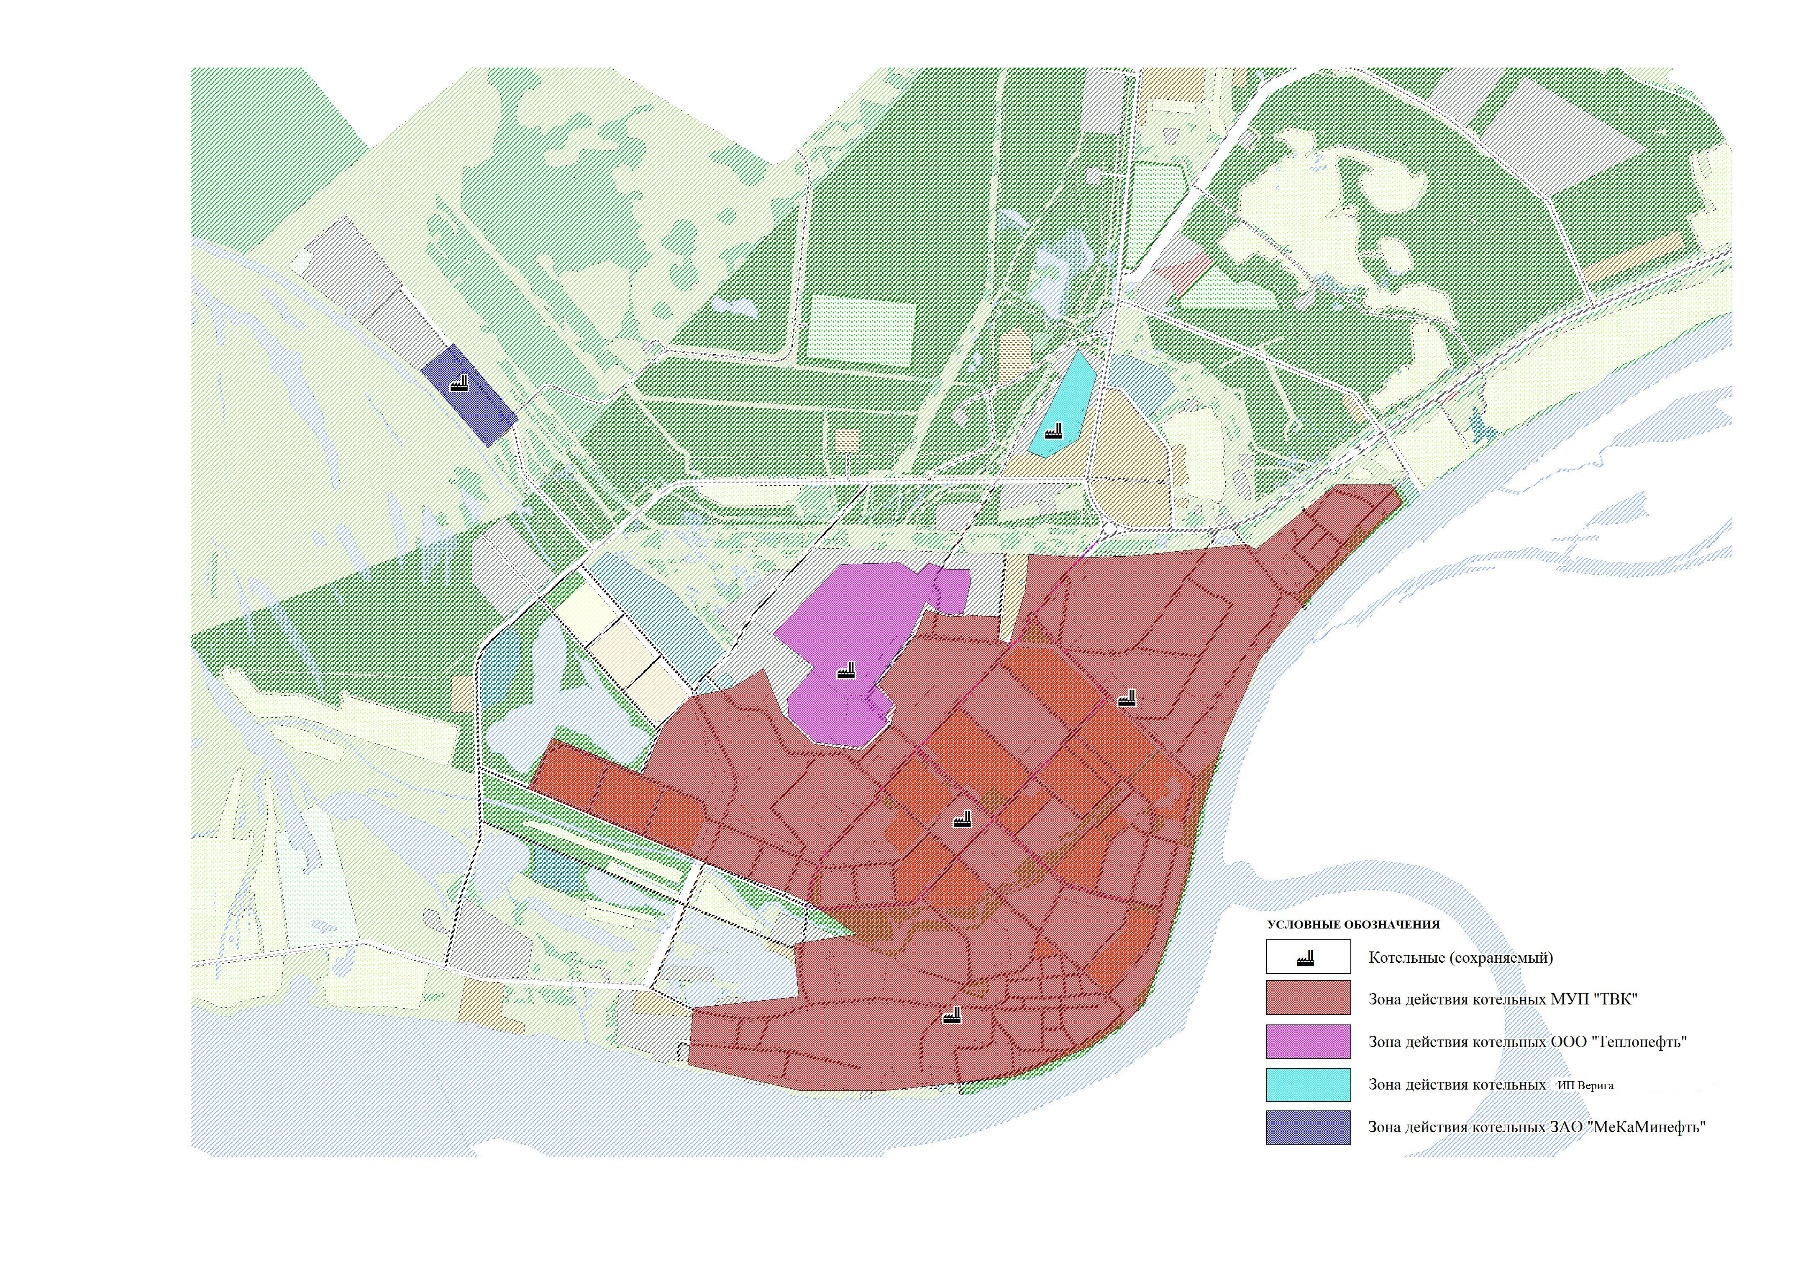 УСЛОВНЫЕ ОБОЗНАЧЕНИЯ
Котельные (сохраняемый)
Зона действия котельных МУП "ТВК"
Зона действия котельных ООО "Теплонефть"
Зона действия котельных ИП Верига
Зона действия котельных ЗАО "МеКаМинефть"